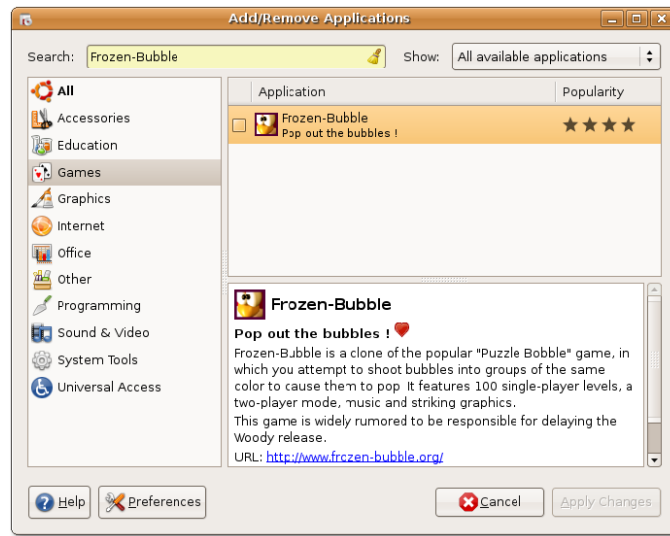 Add/Remove Applications
Search: Frozen-Bubble Show: All available applications
All
Accessories
Education
Games
Graphics
Internet
Office
Other
Programming
Sound & Video
System Tools
Universal Access
Application Popularity
Frozen-Bubble
Pop out the bubbles !
Frozen-Bubble
Pop out the bubbles !
Frozen-Bubble is a clone of the popular "Puzzle Bobble" game, in
which you attempt to shoot bubbles into groups of the same
color to cause them to pop. It features 100 single-player levels, a
two-player mode, music and striking graphics.
This game is widely rumored to be responsible for delaying the
Woody release.
URL: http://www.frozen-bubble.org/
Help Preferences Cancel Apply Changes